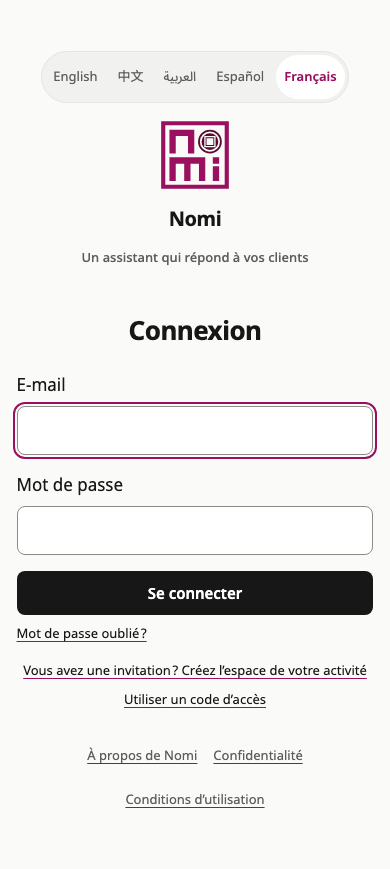 English 中文 العربية Español Français
nomi
Nomi
Un assistant qui répond à vos clients
Connexion
E-mail
Mot de passe
Se connecter
Mot de passe oublié ?
Vous avez une invitation ? Créez l’espace de votre activité
Utiliser un code d’accès
À propos de Nomi Confidentialité
Conditions d’utilisation